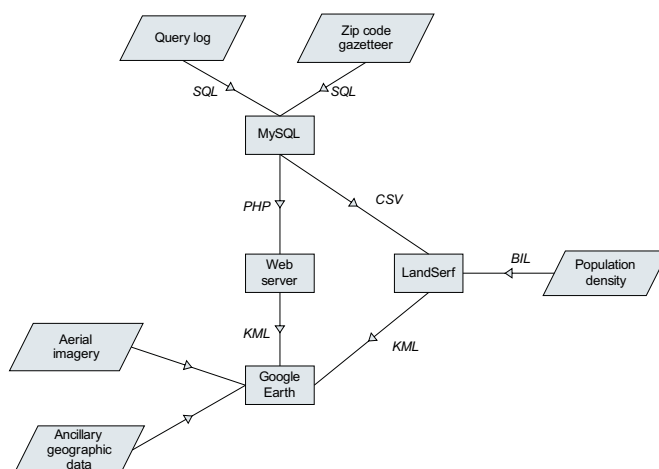 Query log
Zip code
gazetteer
SQL
SQL
MySQL
PHP
CSV
Web
server
LandSerf
BIL
Population
density
KML
KML
Aerial
imagery
Google
Earth
Ancillary
geographic
data